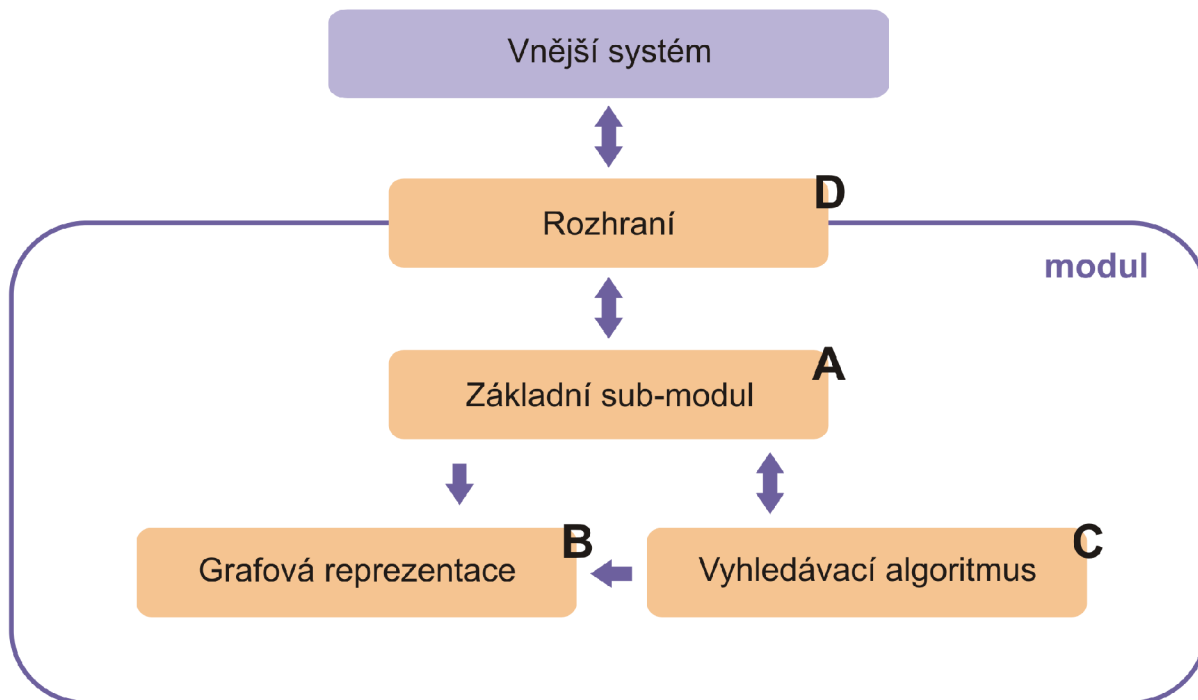 Vnější systém
D
Rozhraní
modul
A
Základní sub-modul
B
Grafová reprezentace
C
Vyhledávací algoritmus